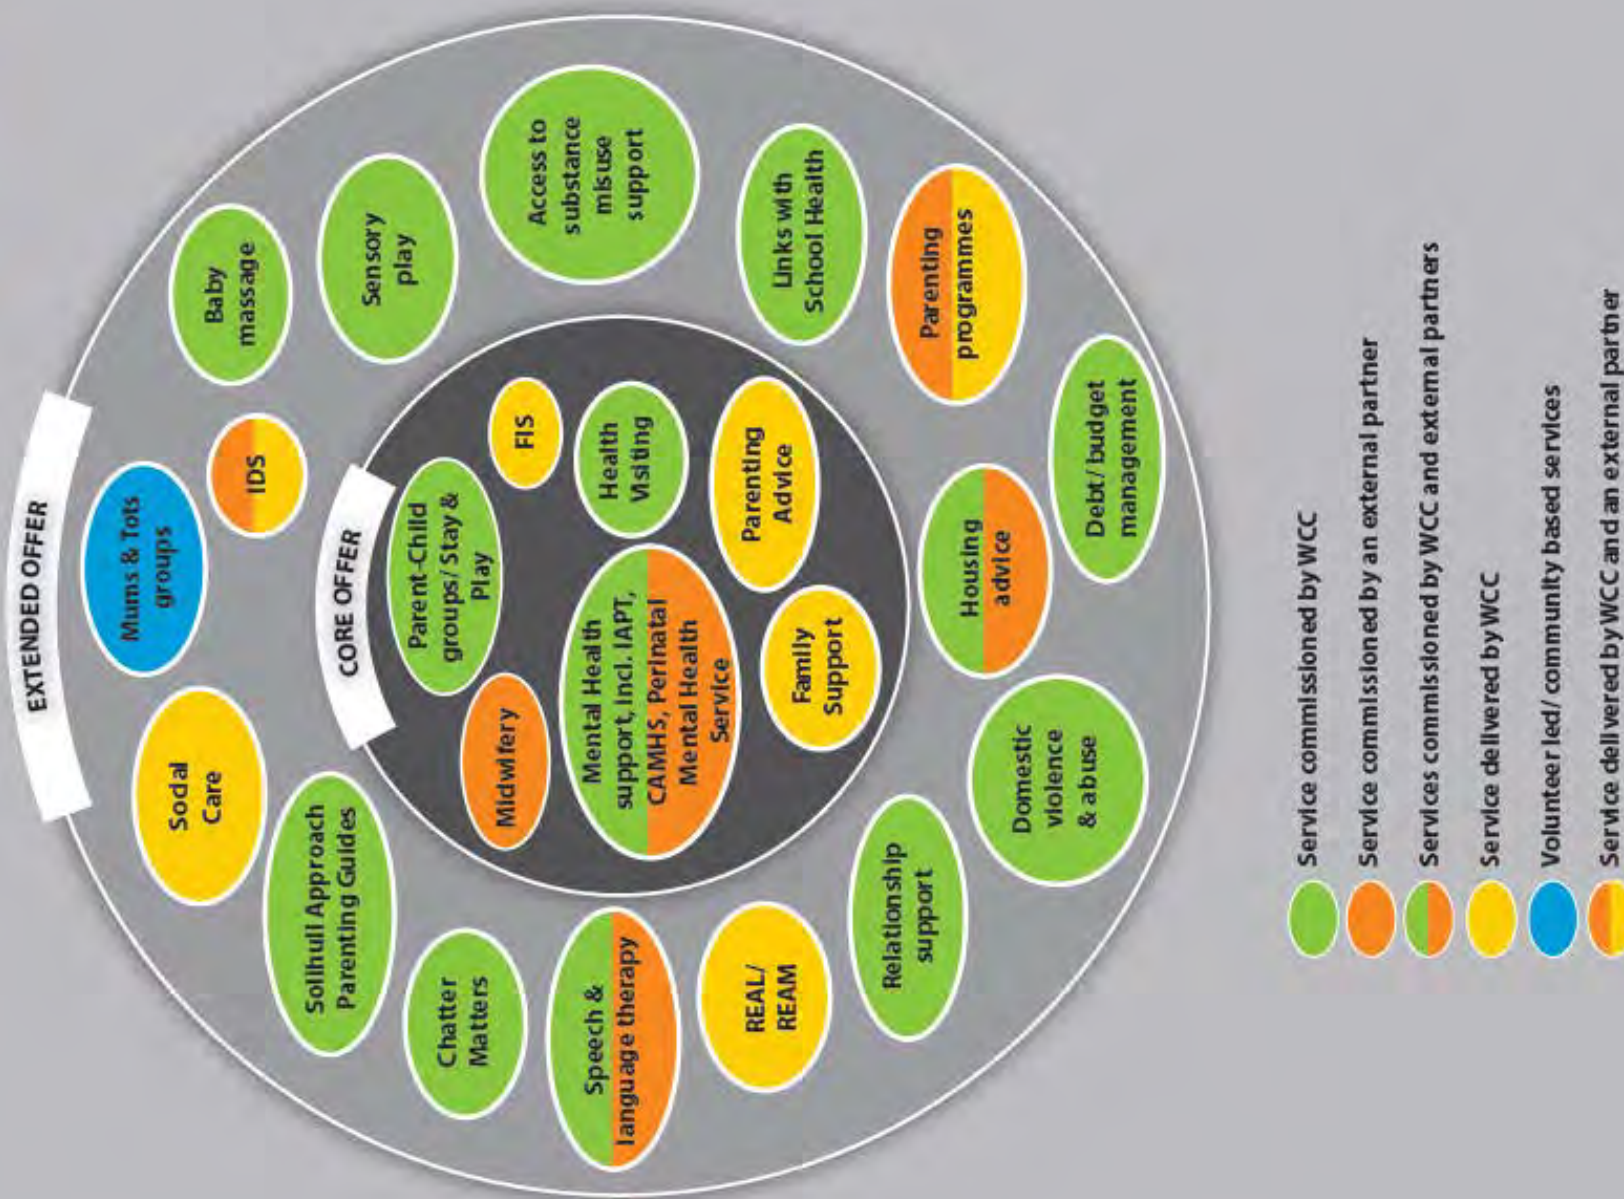 EXTENDED OFFER
Mums & Tots
groups
IDS
Baby
massage
Sensory
play
Access to
substance
misuse
support
Links with
School Health
Parenting
programmes
Debt/ budget
management
Housing
advice
Domestic
violence
& abuse
Relationship
support
REAL/
REAM
Speech &
language therapy
Chatter
Matters
Solihull Approach
Parenting Guides
Social
Care
CORE OFFER
Parent-Child
groups/ Stay &
Play
FIS
Health
Visiting
Parenting
Advice
Family
Support
Mental Health
support, incl. IAPT,
CAMHS, Perinatal
Mental Health
Service
Midwifery
Service commissioned by WCC
Service commissioned by an external partner
Services commissioned by WCC and external partners
Service delivered by WCC
Volunteer led/ community based services
Service delivered by WCC and an external partner